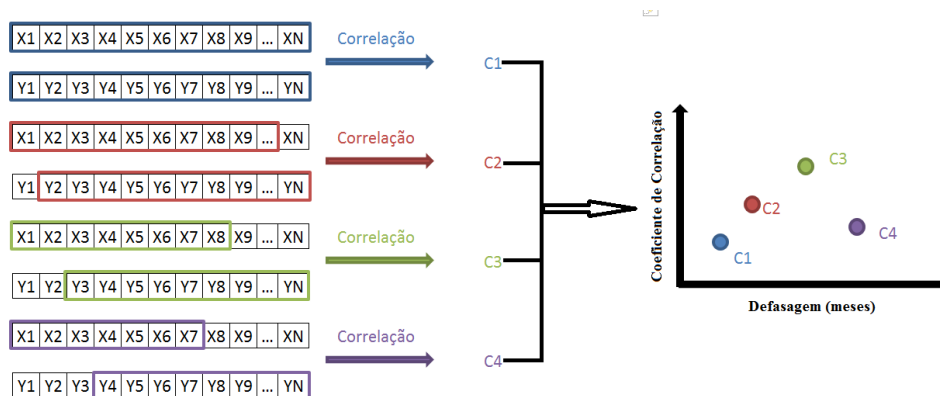 X1 X2 X3 X4 X5 X6 X7 X8 X9 ... XN
Correlação
C1
Y1 Y2 Y3 Y4 Y5 Y6 Y7 Y8 Y9 ... YN
X1 X2 X3 X4 X5 X6 X7 X8 X9 ... XN
Correlação
C2
Y1 Y2 Y3 Y4 Y5 Y6 Y7 Y8 Y9 ... YN
X1 X2 X3 X4 X5 X6 X7 X8 X9 ... XN
Correlação
C3
Y1 Y2 Y3 Y4 Y5 Y6 Y7 Y8 Y9 ... YN
X1 X2 X3 X4 X5 X6 X7 X8 X9 ... XN
Correlação
C4
Y1 Y2 Y3 Y4 Y5 Y6 Y7 Y8 Y9 ... YN
Coeficiente de Correlação
C3
C2
C4
C1
Defasagem (meses)